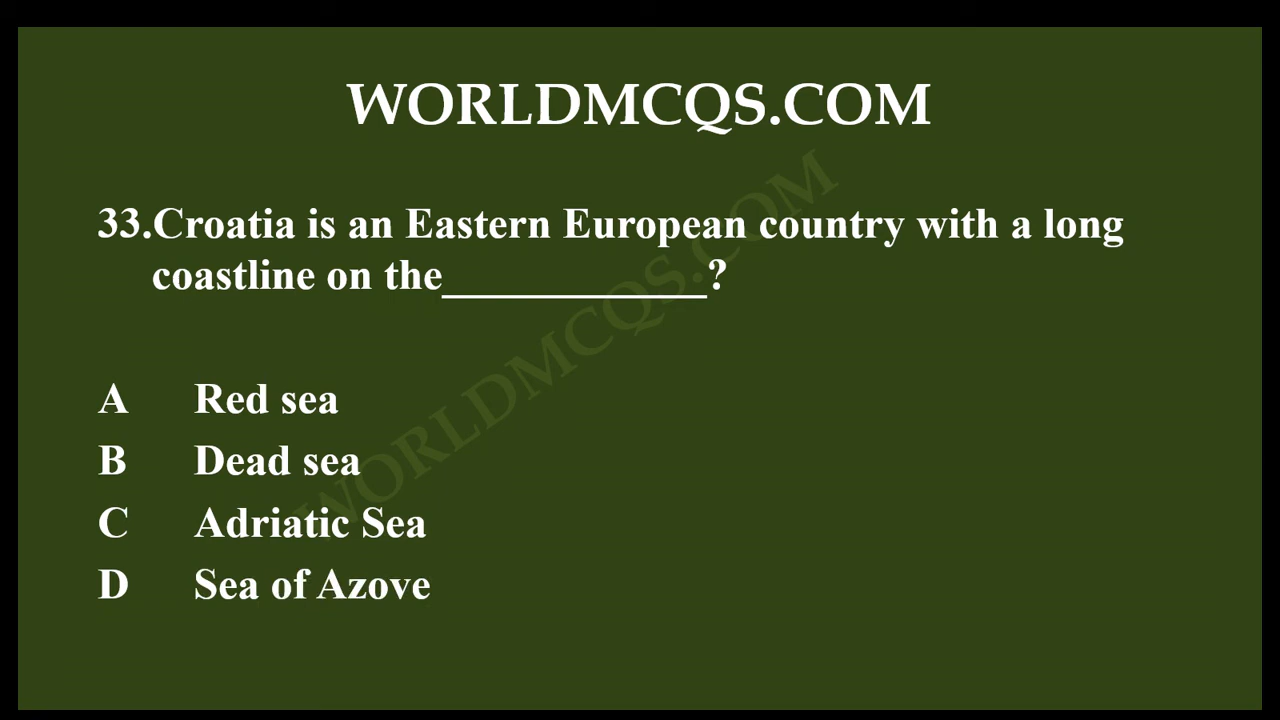 WORLDMCQS.COM
33.Croatia is an Eastern European country with a long
coastline on the____________?
A Red sea
B Dead sea
C Adriatic Sea
D Sea of Azove
WORLDMCQS.COM